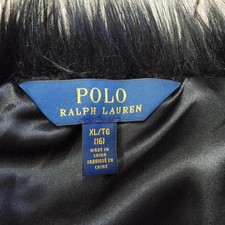 POLO
RALPH LAUREN
XL/TG
(16)
MADE IN
CHINA
FABRIQUÉ EN
CHINE